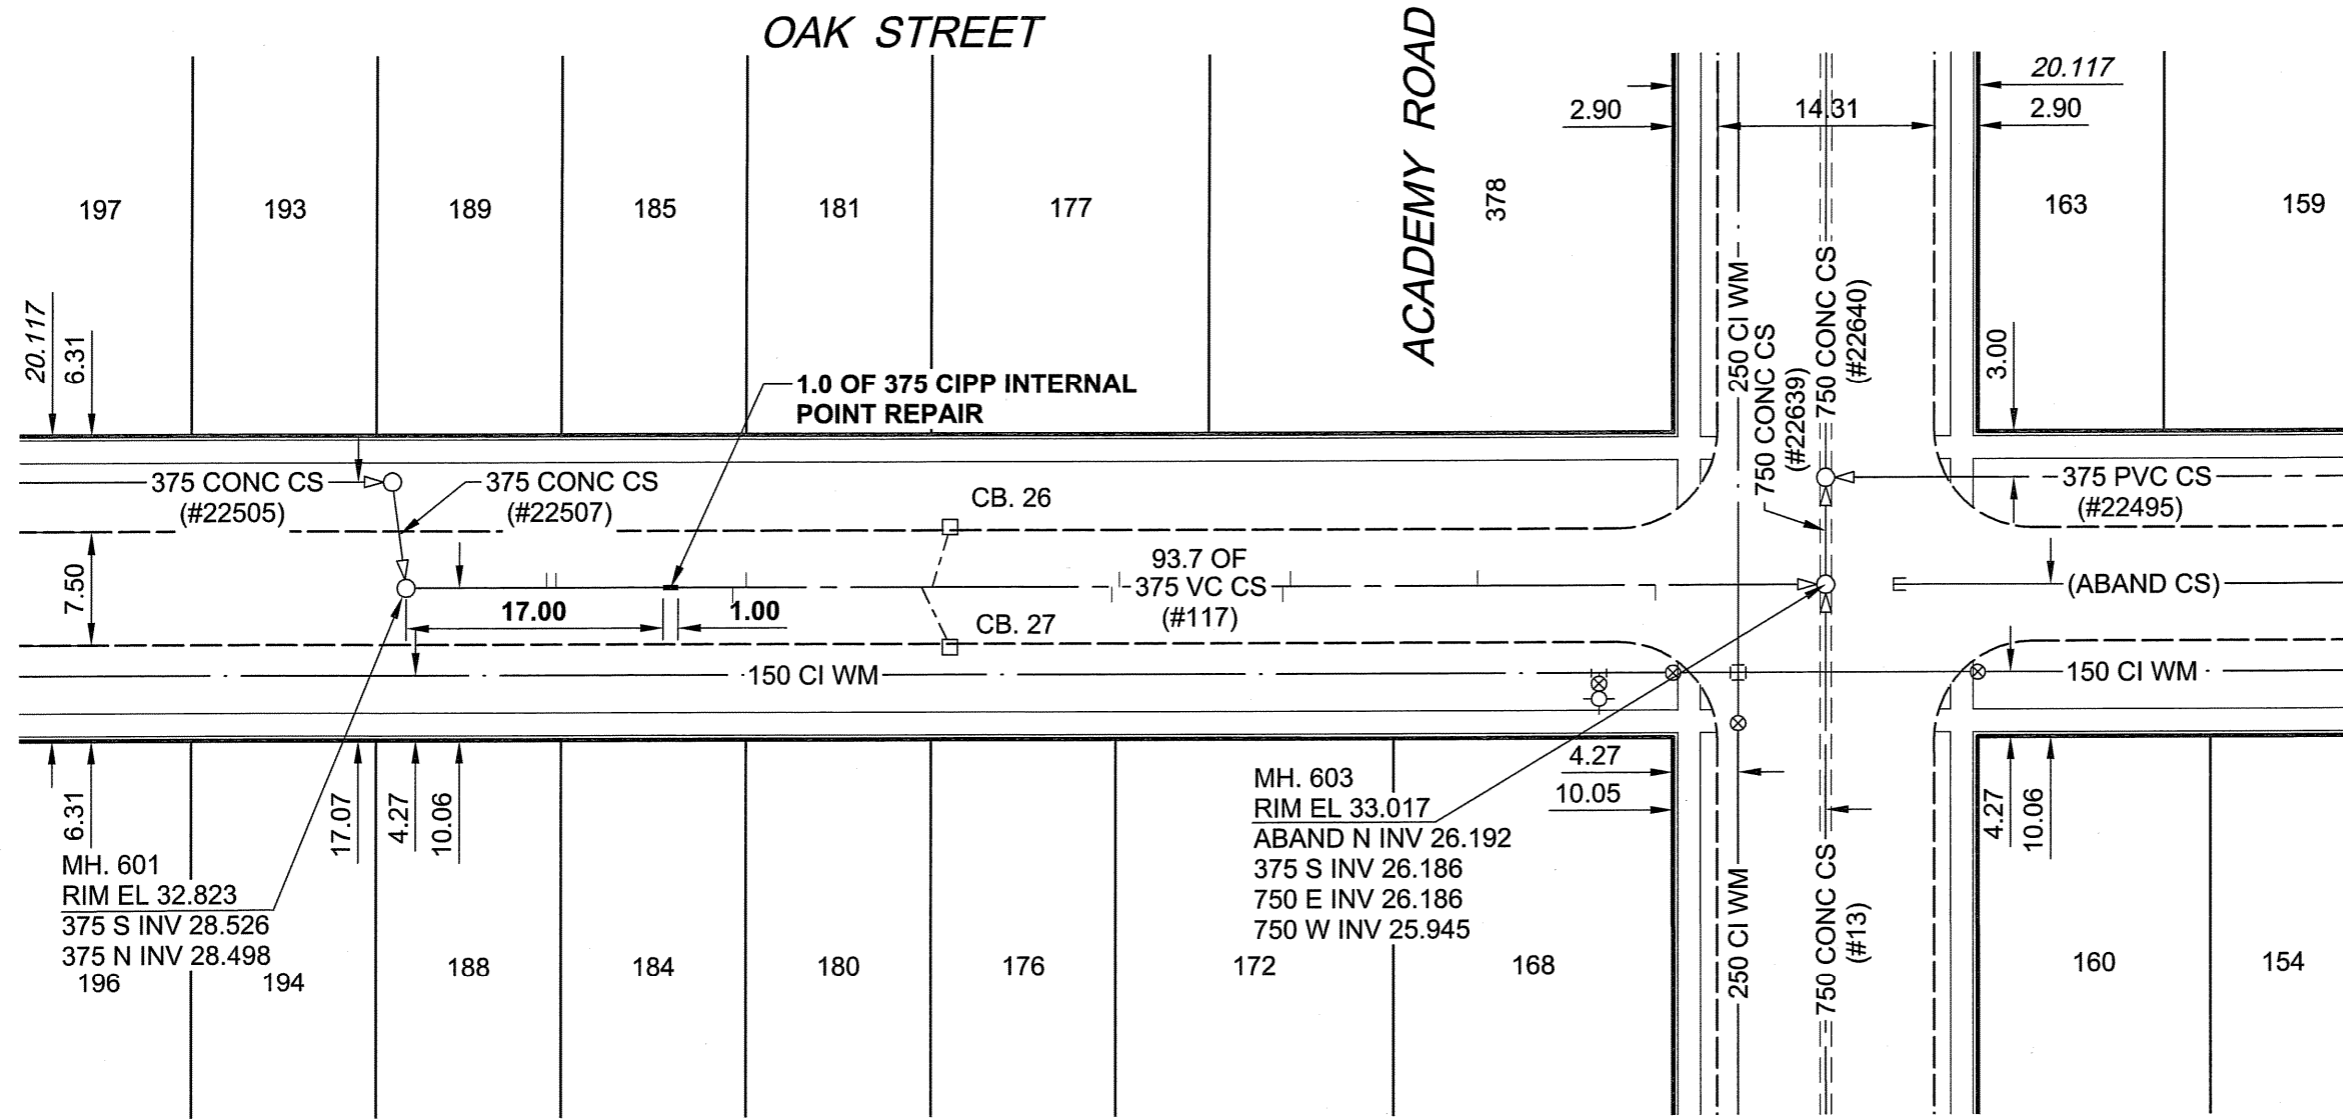 OAK STREET
ACADEMY ROAD
20.117
2.90
14.31
2.90
197
193
189
185
181
177
378
163
159
20.117
6.31
250 CI WM
750 CONC CS
(#22639)
750 CONC CS
(#22640)
3.00
1.0 OF 375 CIPP INTERNAL
POINT REPAIR
375 CONC CS
(#22505)
375 CONC CS
(#22507)
CB. 26
375 PVC CS
(#22495)
7.50
93.7 OF
375 VC CS
(#117)
(ABAND CS)
17.00
1.00
CB. 27
150 CI WM
150 CI WM
6.31
17.07
4.27
10.06
4.27
10.05
4.27
10.06
MH. 601
RIM EL 32.823
375 S INV 28.526
375 N INV 28.498
MH. 603
RIM EL 33.017
ABAND N INV 26.192
375 S INV 26.186
750 E INV 26.186
750 W INV 25.945
250 CI WM
750 CONC CS
(#13)
196
194
188
184
180
176
172
168
160
154